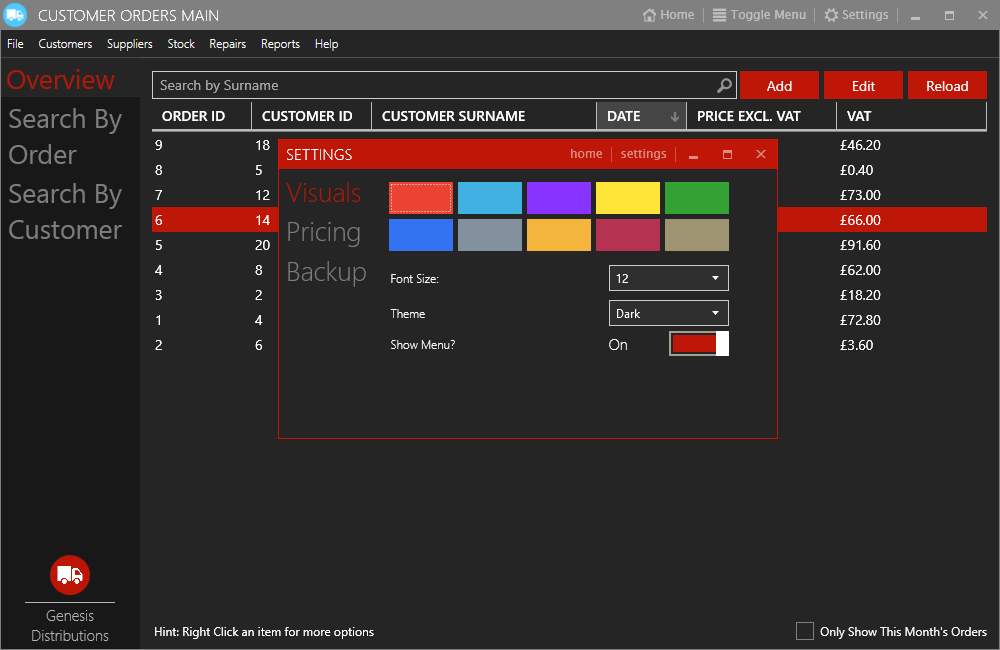 CUSTOMER ORDERS MAIN
Home
Toggle Menu
Settings
File Customers Suppliers Stock Repairs Reports Help
Overview
Search By
Order
Search By
Customer
Search by Surname
Add
Edit
Reload
ORDER ID CUSTOMER ID CUSTOMER SURNAME DATE PRICE EXCL. VAT VAT
9 18 £46.20
8 5 £0.40
7 12 £73.00
6 14 £66.00
5 20 £91.60
4 8 £62.00
3 2 £18.20
1 4 £72.80
2 6 £3.60
SETTINGS
home
settings
Visuals
Pricing
Backup
Font Size: 12
Theme Dark
Show Menu? On
Genesis
Distributions
Hint: Right Click an item for more options
Only Show This Month's Orders